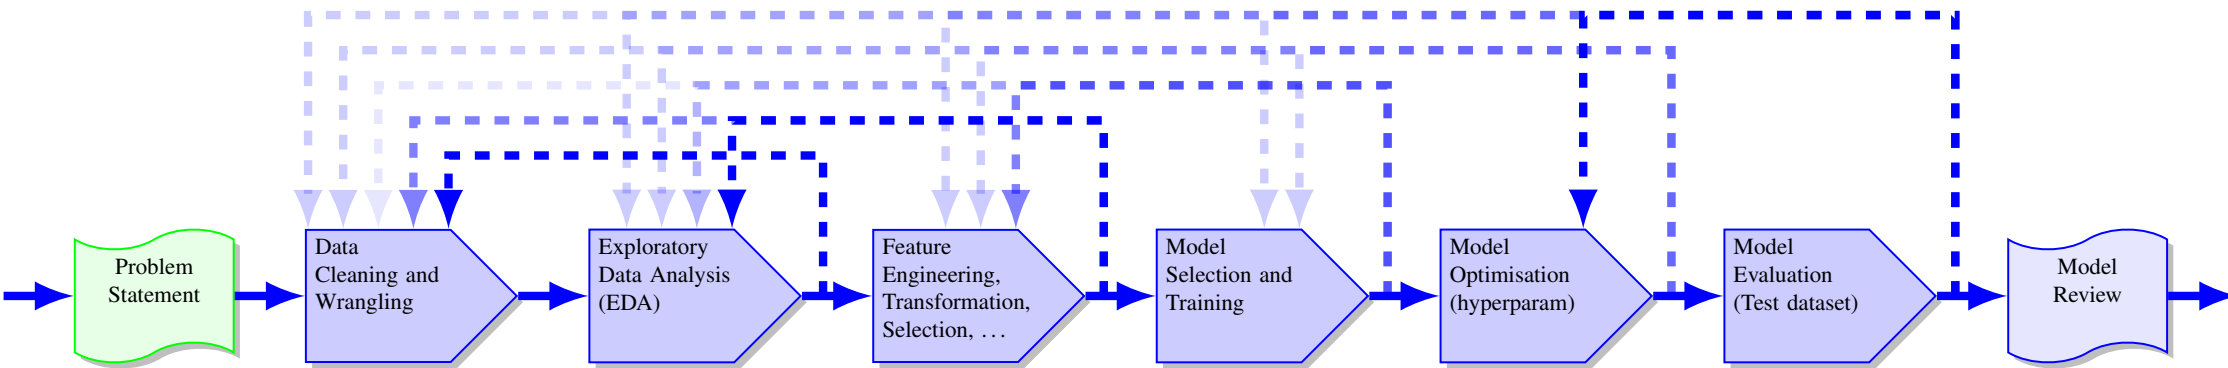 Problem
Statement
Data
Cleaning and
Wrangling
Exploratory
Data Analysis
(EDA)
Feature
Engineering,
Transformation,
Selection, ...
Model
Selection and
Training
Model
Optimisation
(hyperparam)
Model
Evaluation
(Test dataset)
Model
Review